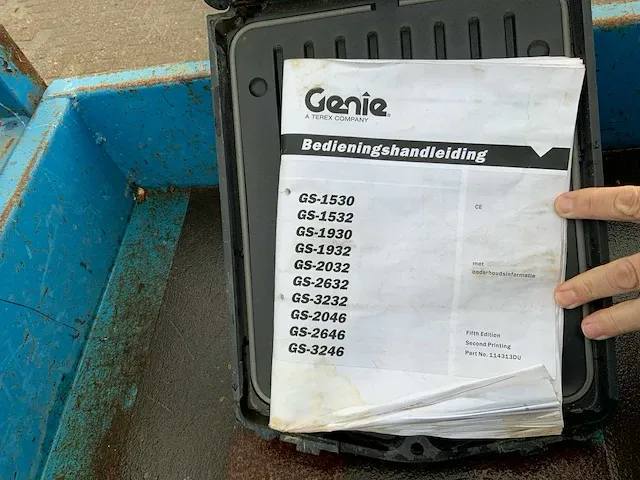 Genie
A TEREX COMPANY
Bedieningshandleiding
GS-1530
GS-1532
GS-1930
GS-1932
GS-2032
GS-2632
GS-3232
GS-2046
GS-2646
GS-3246
CE
met
onderhoudsinformatie
Fifth Edition
Second Printing
Part No. 114313DU